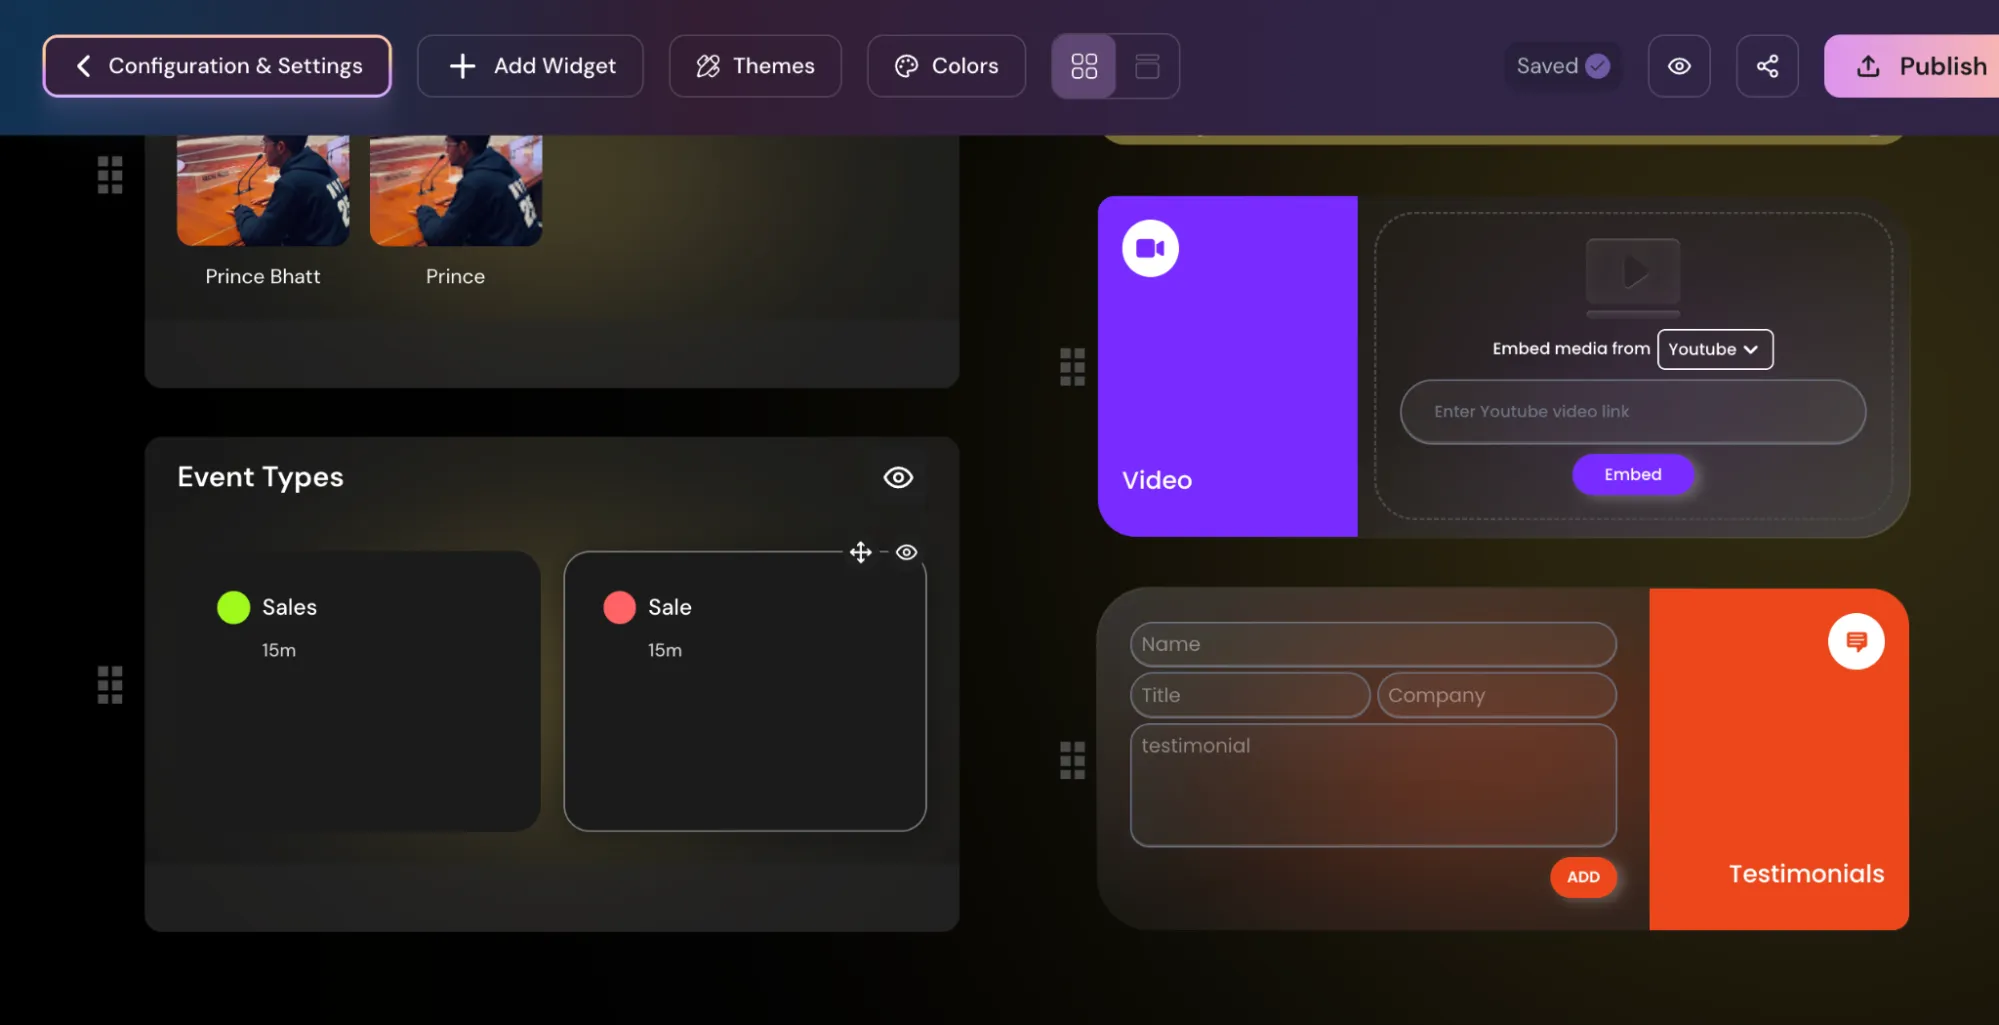 Configuration & Settings
Add Widget
Themes
Colors
Saved
Publish
Prince Bhatt
Prince
Event Types
Sales
15m
Sale
15m
Video
Embed media from Youtube
Enter Youtube video link
Embed
Name
Title
Company
testimonial
ADD
Testimonials